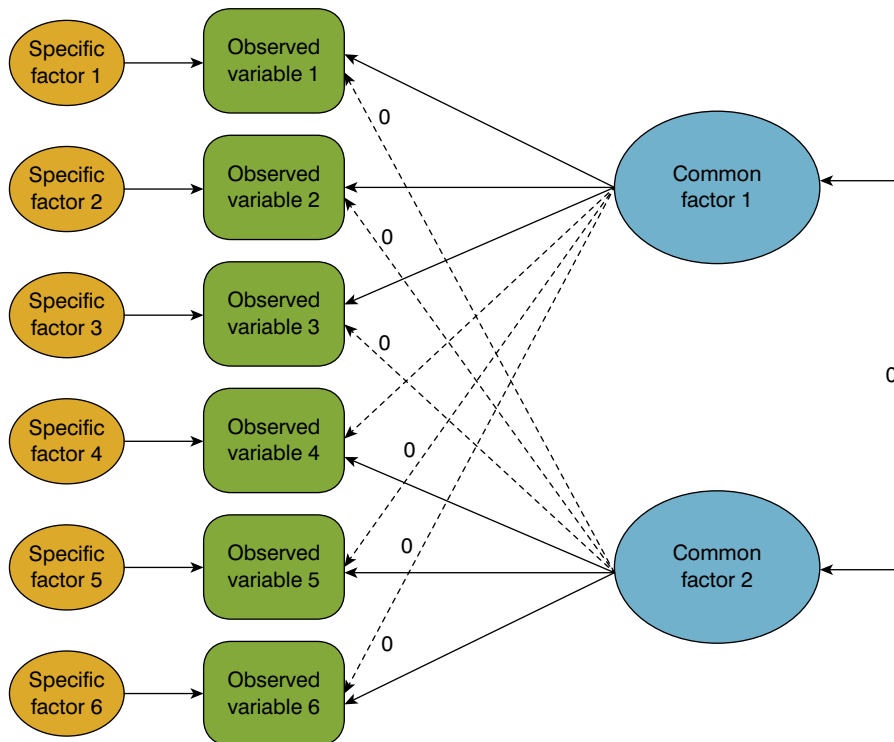 Specific
factor 1
Observed
variable 1
0
Specific
factor 2
Observed
variable 2
Common
factor 1
0
Specific
factor 3
Observed
variable 3
0
0
Specific
factor 4
Observed
variable 4
0
Specific
factor 5
Observed
variable 5
0
Common
factor 2
Specific
factor 6
Observed
variable 6
0